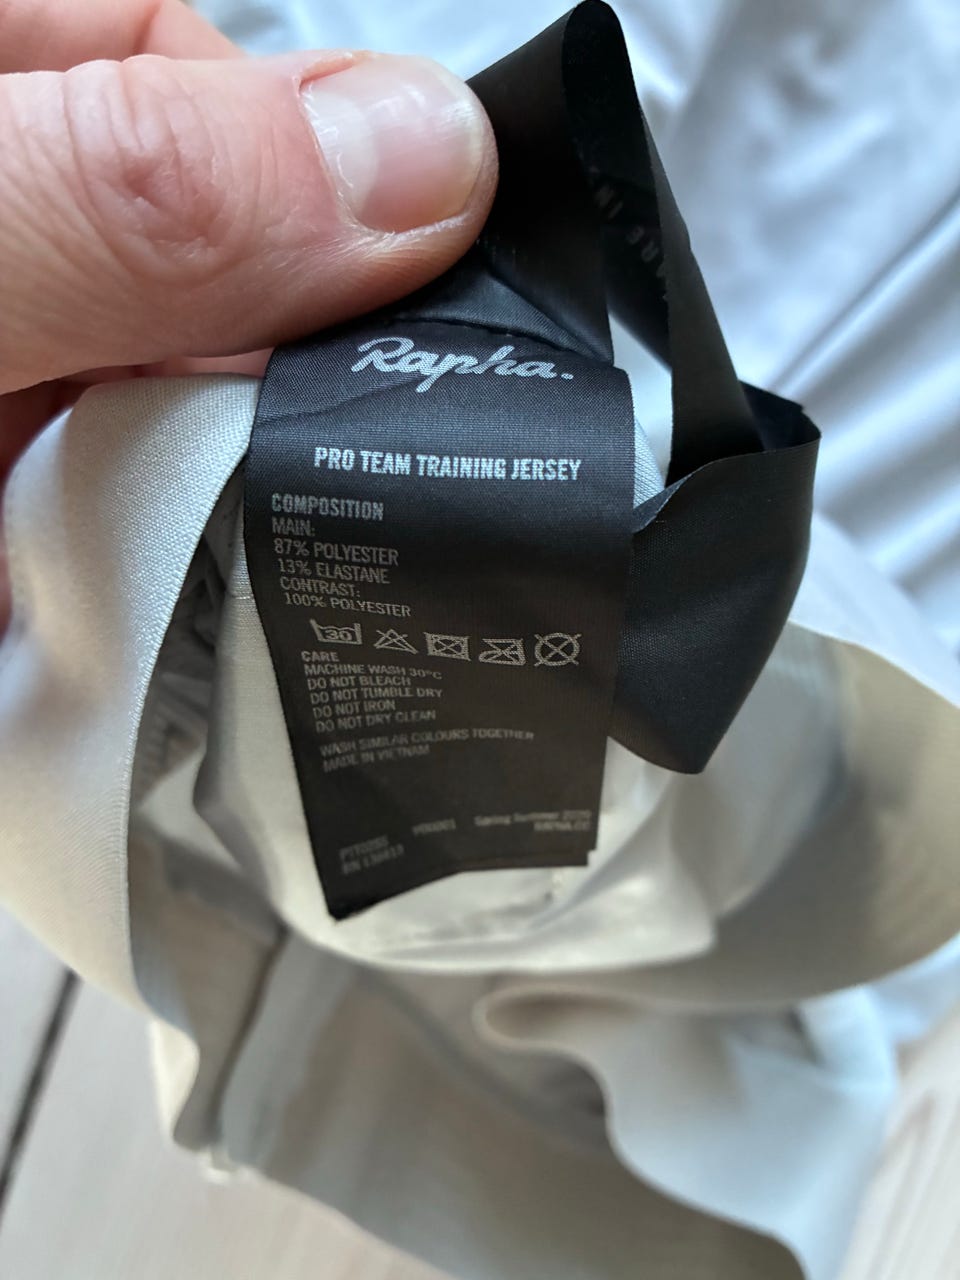 Rapha.
PRO TEAM TRAINING JERSEY
COMPOSITION
MAIN:
87% POLYESTER
13% ELASTANE
CONTRAST:
100% POLYESTER
30
CARE
MACHINE WASH 30°C
DO NOT BLEACH
DO NOT TUMBLE DRY
DO NOT IRON
DO NOT DRY CLEAN
WASH SIMILAR COLOURS TOGETHER
MADE IN VIETNAM
Spring Summer